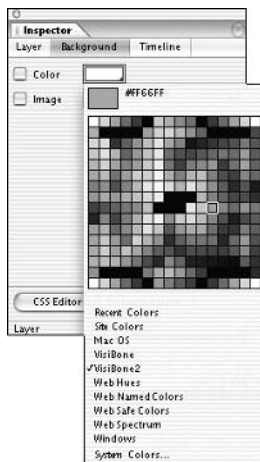 Inspector
Layer Background Timeline
Color
#FF66FF
Image
CSS Editor
Layer
Recent Colors
Site Colors
Mac OS
VisiBone
✓VisiBone2
Web Hues
Web Named Colors
Web Safe Colors
Web Spectrum
Windows
System Colors...